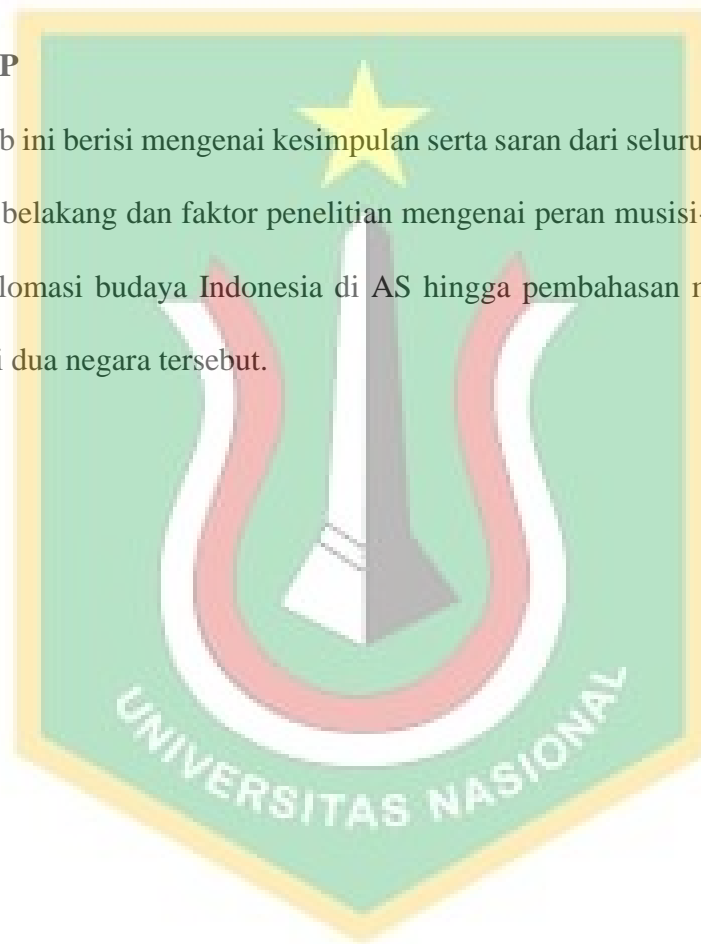 P
b ini berisi mengenai kesimpulan serta saran dari seluru
belakang dan faktor penelitian mengenai peran musisi-
lomasi budaya Indonesia di AS hingga pembahasan
i dua negara tersebut.
UNIVERSITAS NASIONAL